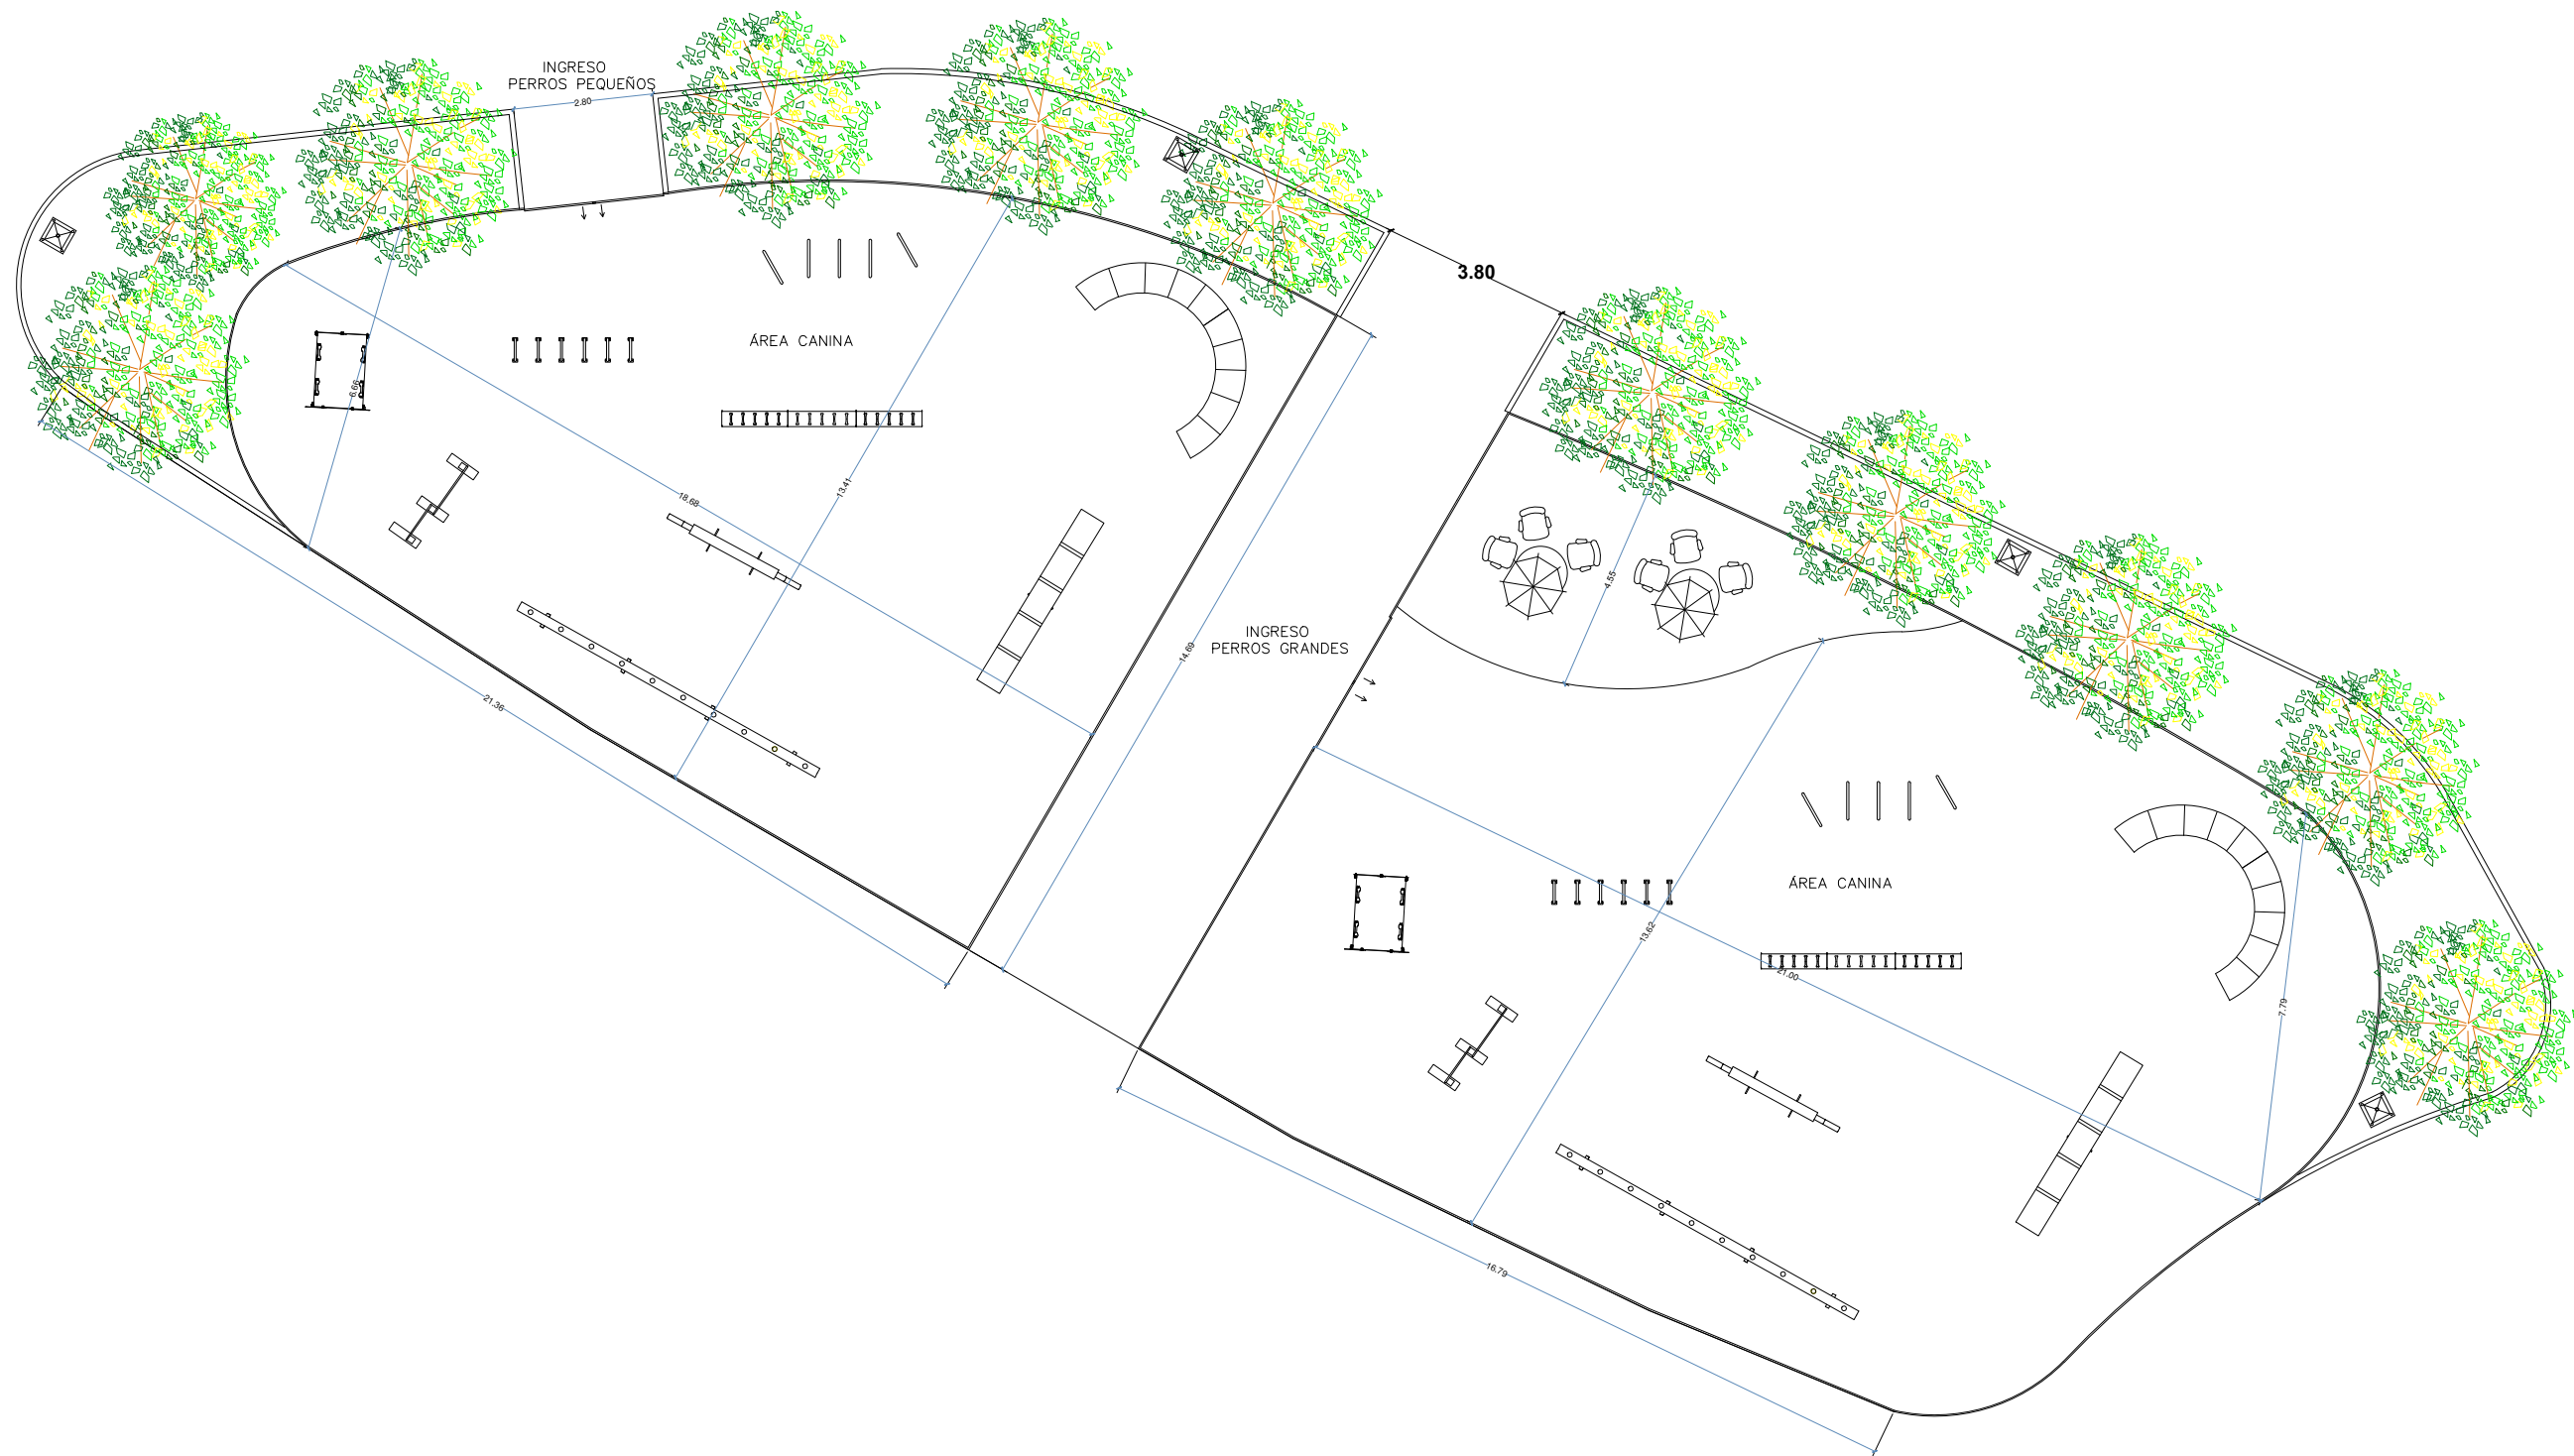 INGRESO
PERROS PEQUEÑOS
2.80
3.80
ÁREA CANINA
6.66
18.68
13.41
21.36
14.69
INGRESO
PERROS GRANDES
4.55
ÁREA CANINA
13.62
21.00
7.79
16.79